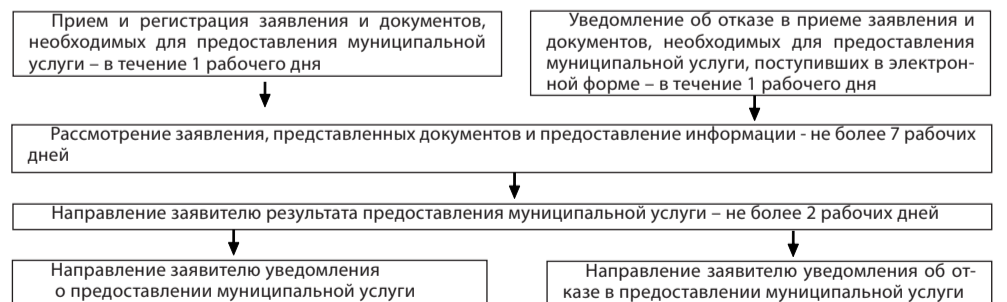 Прием и регистрация заявления и документов,
необходимых для предоставления муниципальной
услуги – в течение 1 рабочего дня
Уведомление об отказе в приеме заявления и
документов, необходимых для предоставления
муниципальной услуги, поступивших в электрон-
ной форме – в течение 1 рабочего дня
Рассмотрение заявления, представленных документов и предоставление информации - не более 7 рабочих
дней
Направление заявителю результата предоставления муниципальной услуги – не более 2 рабочих дней
Направление заявителю уведомления
о предоставлении муниципальной услуги
Направление заявителю уведомления об от-
казе в предоставлении муниципальной услуги